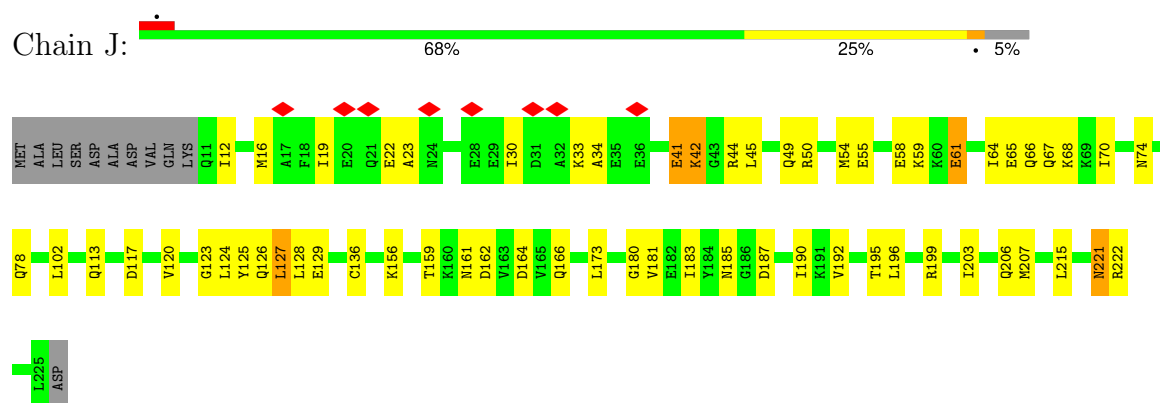 Chain J:
68% 25% • 5%
MET ALA LEU SER ASP ALA ASP VAL GLN LYS Q11 I12 M16 A17 F18 I19 E20 Q21 E22 A23 N24 E28 E29 I30 D31 A32 K33 A34 E35 E36 E41 K42 G43 R44 L45 Q49 R50 M54 E55 E58 K59 K60 E61 I64 E65 Q66 Q67 K68 K69 I70 N74
Q78 L102 Q113 D117 V120 G123 L124 Y125 Q126 L127 L128 E129 C136 K156 T159 K160 N161 D162 V163 D164 V165 Q166 L173 G180 V181 E182 I183 Y184 N185 G186 D187 I190 K191 V192 T195 L196 R199 I203 Q206 M207 L215 N221 R222
L225 ASP